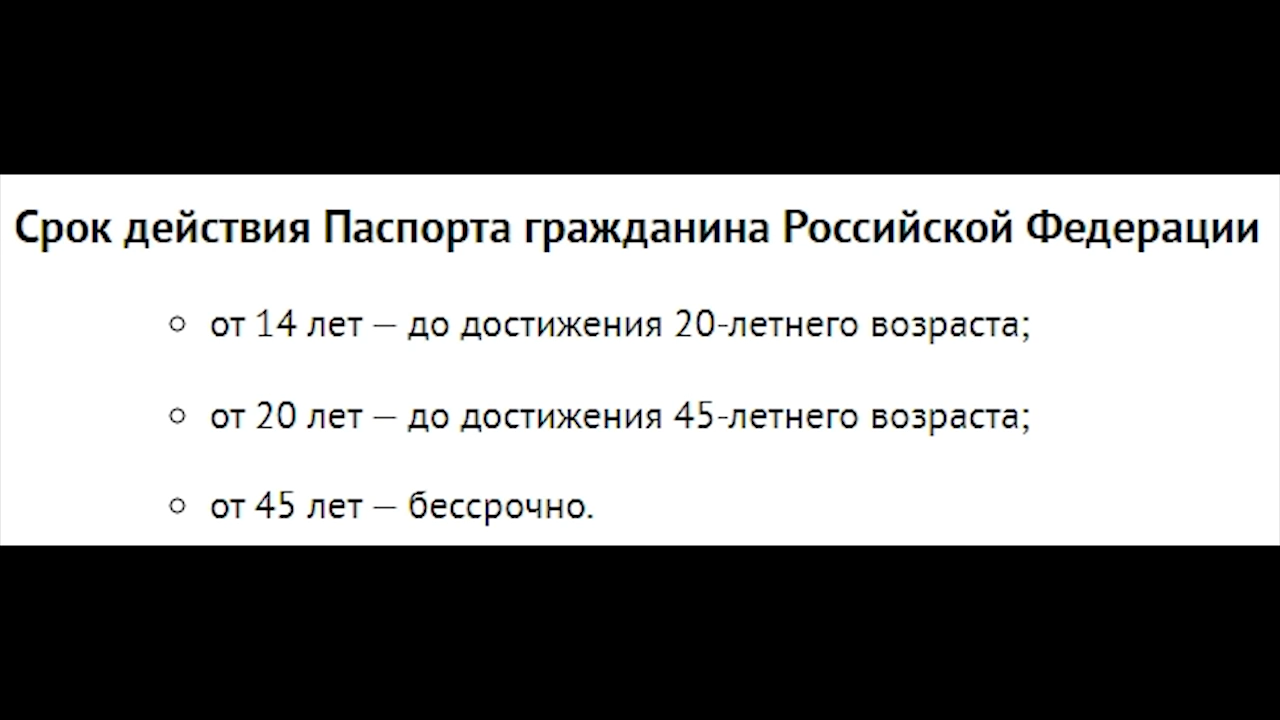 Срок действия Паспорта гражданина Российской Федерации
от 14 лет — до достижения 20-летнего возраста;
от 20 лет — до достижения 45-летнего возраста;
от 45 лет — бессрочно.